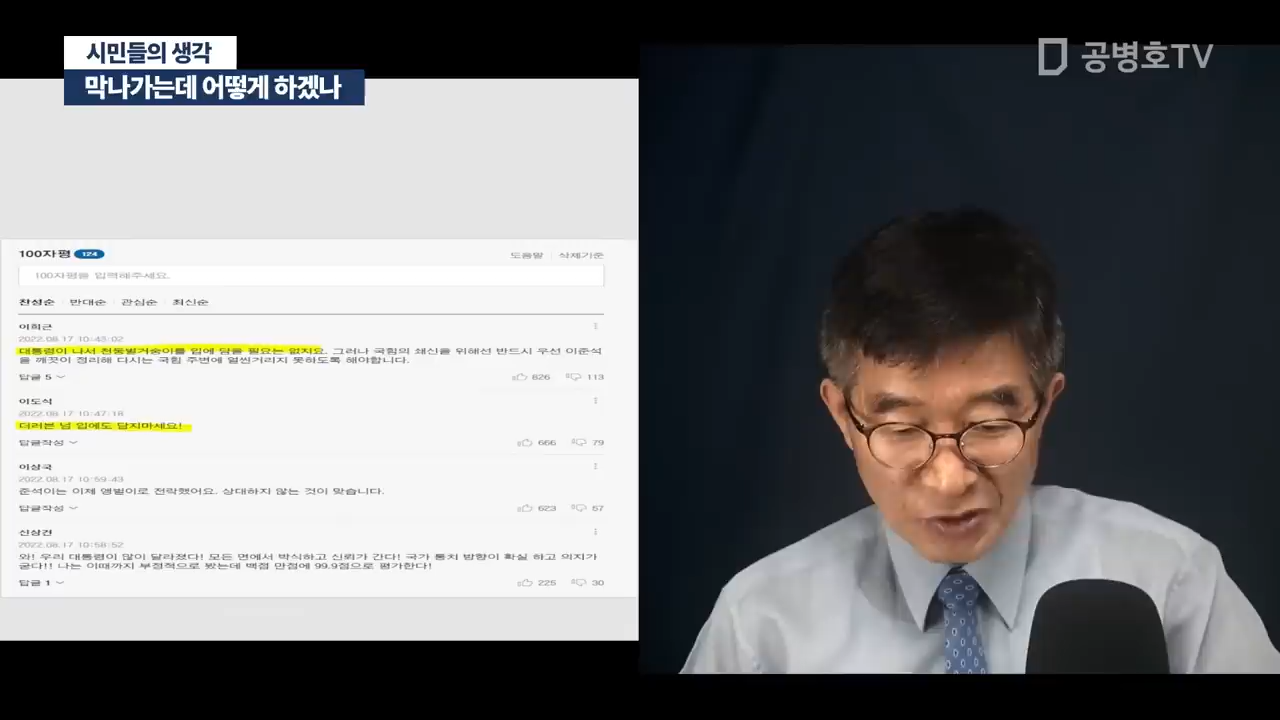 시민들의 생각
막나가는데 어떻게 하겠나
공병호TV
100자평 124
도움말 삭제기준
100자평을 입력해주세요.
찬성순 반대순 관심순 최신순
이희근
2022.08.17 10:43:02
대통령이 나서 천둥벌거숭이를 입에 담을 필요는 없지요. 그러나 국힘의 쇄신을 위해선 반드시 우선 이준석
을 깨끗이 정리해 다시는 국힘 주변에 얼씬거리지 못하도록 해야합니다.
답글 5
826 113
이도식
2022.08.17 10:47:18
더러븐 넘 입에도 담지마세요!
답글작성
666 79
이상국
2022.08.17 10:59:43
준석이는 이제 앵벌이로 전락했어요. 상대하지 않는 것이 맞습니다.
답글작성
623 57
신상건
2022.08.17 10:58:52
와! 우리 대통령이 많이 달라졌다! 모든 면에서 박식하고 신뢰가 간다! 국가 통처 방향이 확실 하고 의지가
굳다!! 나는 이때까지 부정적으로 봤는데 백점 만점에 99.9점으로 평가한다!
답글 1
225 30